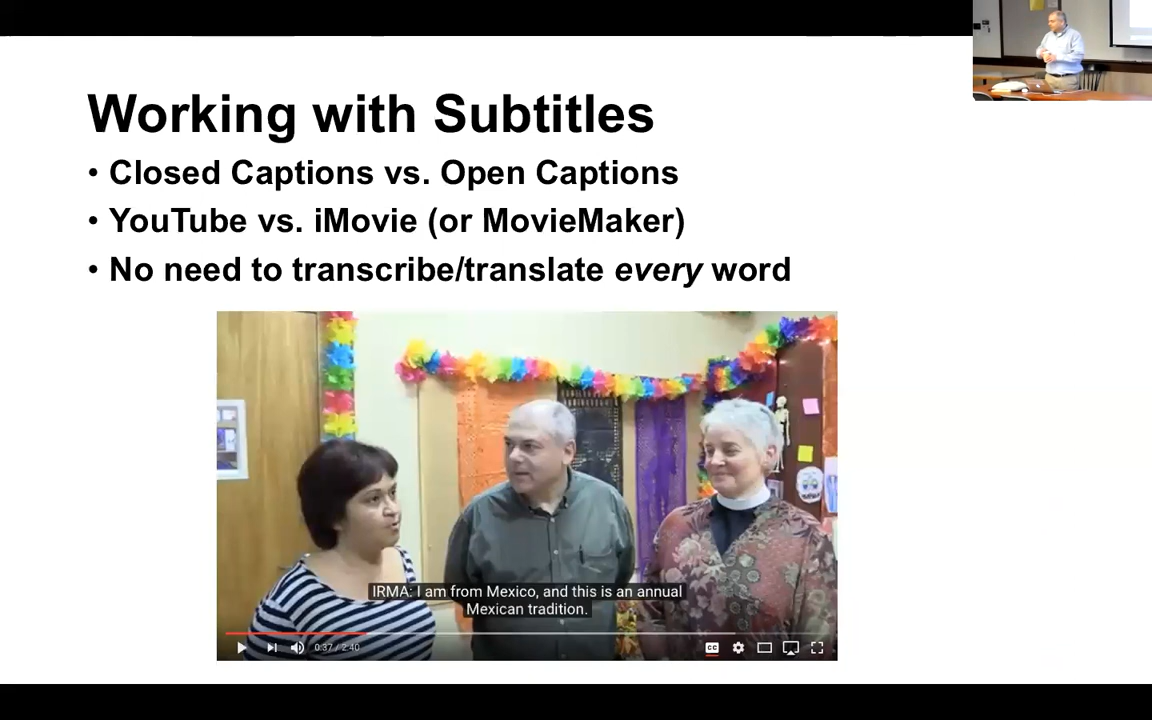 Working with Subtitles
• Closed Captions vs. Open Captions
• YouTube vs. iMovie (or MovieMaker)
• No need to transcribe/translate every word
IRMA: I am from Mexico, and this is an annual
Mexican tradition.
0:37 / 2:40
CC